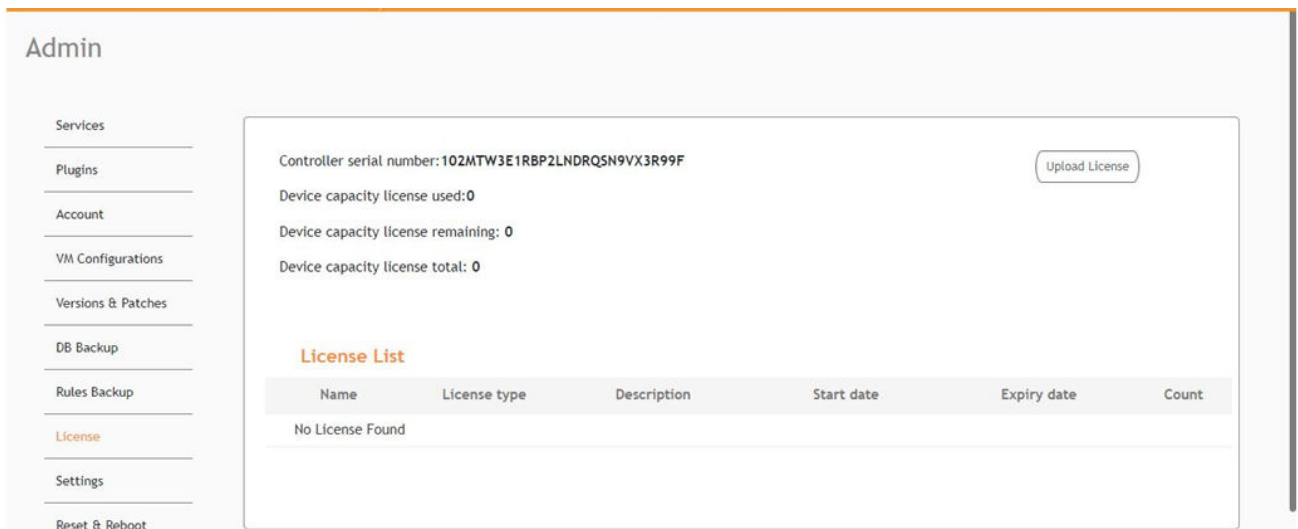 Admin
Services
Plugins
Account
VM Configurations
Versions & Patches
DB Backup
Rules Backup
License
Settings
Reset & Reboot
Controller serial number:102MTW3E1RBP2LNDRQSN9VX3R99F
Upload License
Device capacity license used:0
Device capacity license remaining: 0
Device capacity license total: 0
License List
Name License type Description Start date Expiry date Count
No License Found